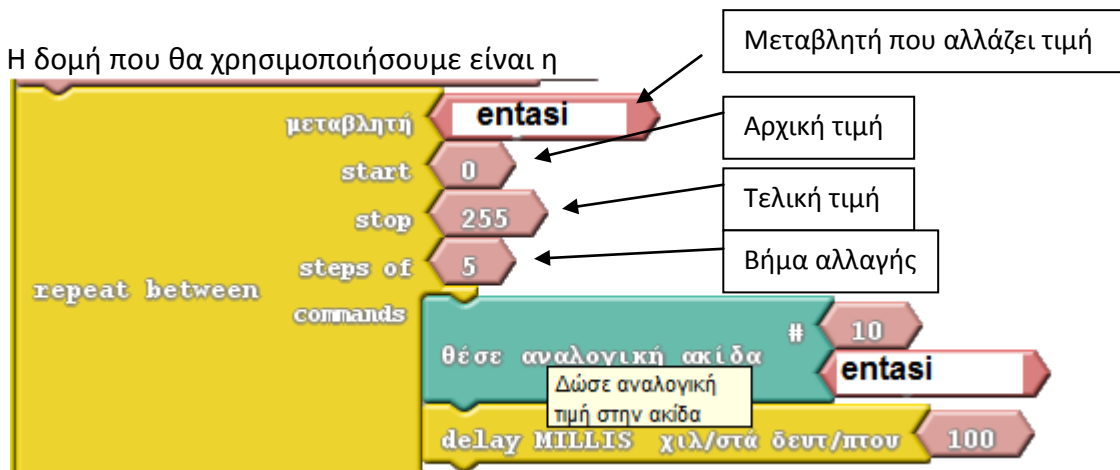 Η δομή που θα χρησιμοποιήσουμε είναι η
Μεταβλητή που αλλάζει τιμή
μεταβλητή entasi
Αρχική τιμή
start 0
Τελική τιμή
stop 255
Βήμα αλλαγής
steps of 5
repeat between
commands
# 10
θέσε αναλογική ακίδα
entasi
Δώσε αναλογική
τιμή στην ακίδα
delay MILLIS χιλ/στά δευτ/πτου 100